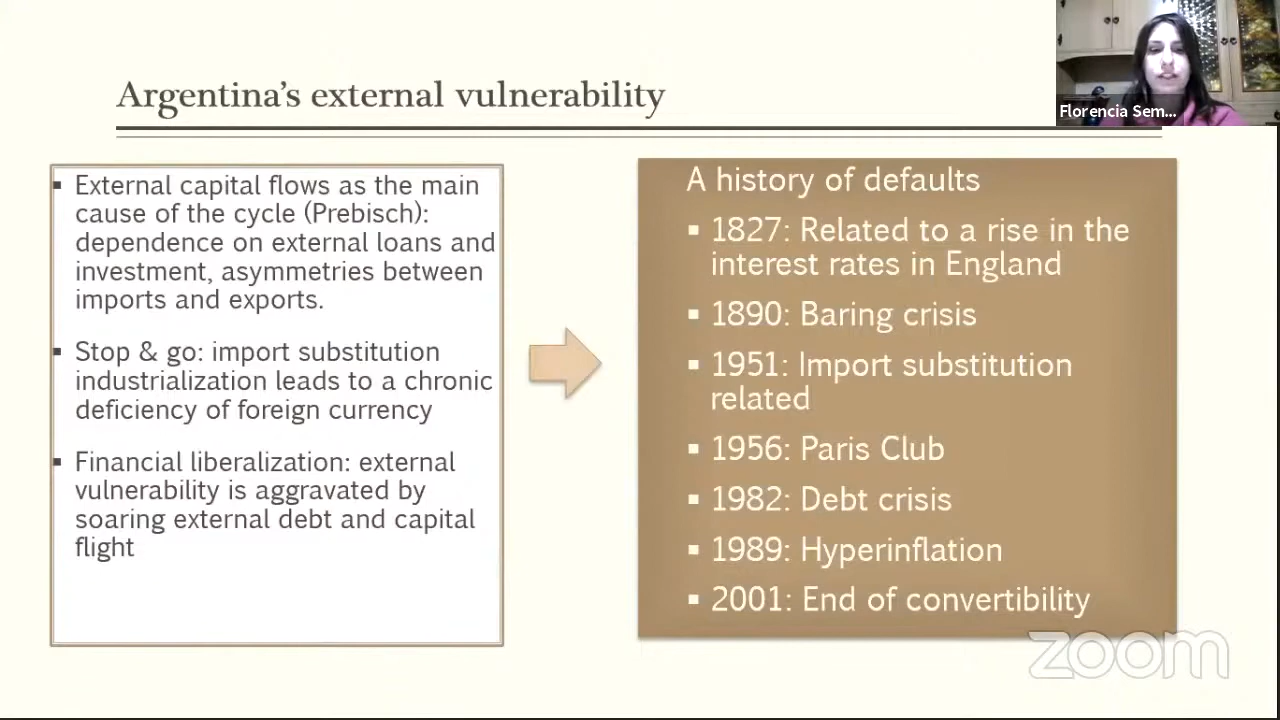 Argentina's external vulnerability
Florencia Sem...
▪ External capital flows as the main
cause of the cycle (Prebisch):
dependence on external loans and
investment, asymmetries between
imports and exports.
▪ Stop & go: import substitution
industrialization leads to a chronic
deficiency of foreign currency
▪ Financial liberalization: external
vulnerability is aggravated by
soaring external debt and capital
flight
A history of defaults
▪ 1827: Related to a rise in the
interest rates in England
▪ 1890: Baring crisis
▪ 1951: Import substitution
related
▪ 1956: Paris Club
▪ 1982: Debt crisis
▪ 1989: Hyperinflation
▪ 2001: End of convertibility
zoom